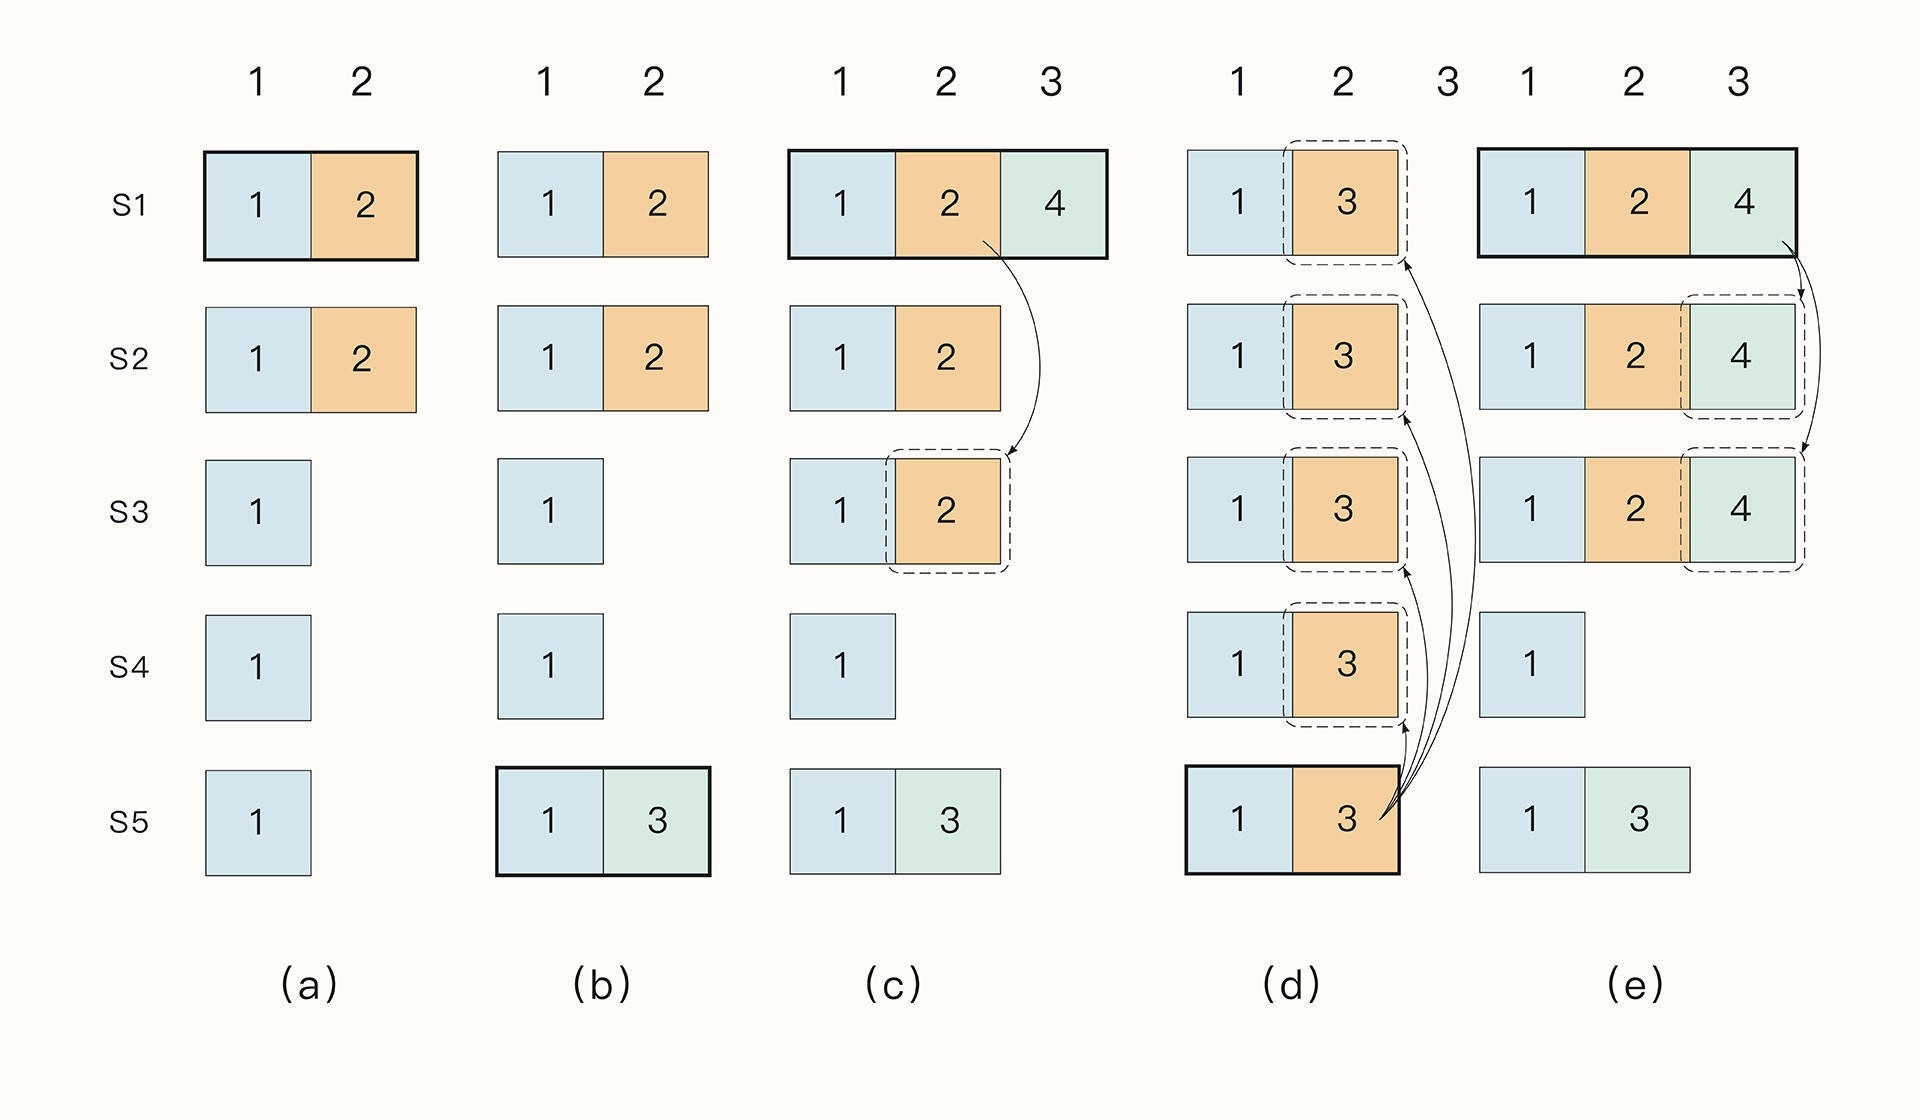 1 2 1 2 1 2 3 1 2 3 1 2 3
S1 1 2 1 2 1 2 4 1 3 1 2 4
S2 1 2 1 2 1 2 1 3 1 2 4
S3 1 1 1 2 1 3 1 2 4
S4 1 1 1 1 3 1
S5 1 1 3 1 3 1 3 1 3
(a) (b) (c) (d) (e)